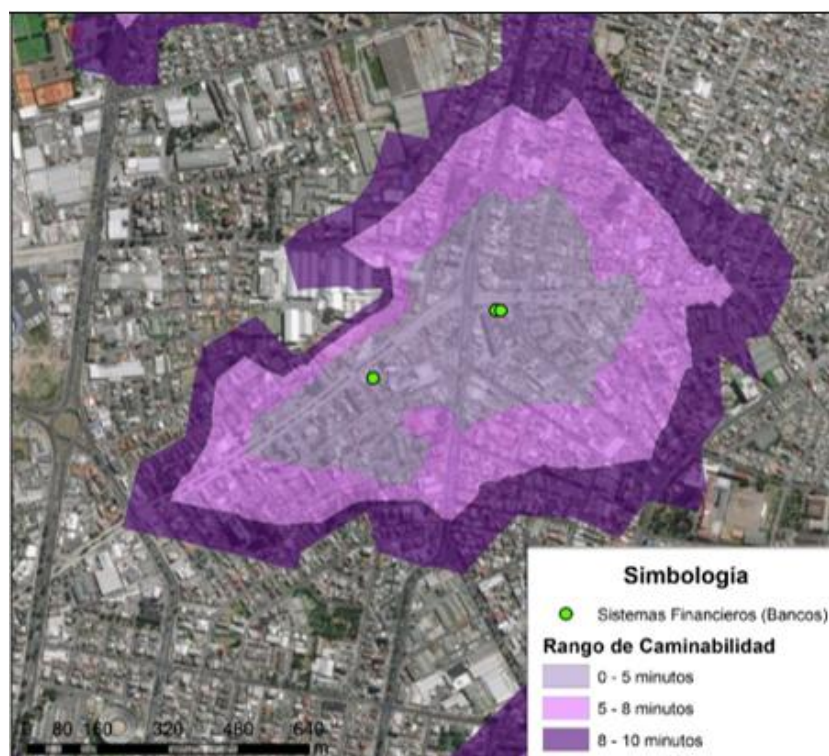 Simbología
Sistemas Financieros (Bancos)
Rango de Caminabilidad
0 - 5 minutos
5 - 8 minutos
8 - 10 minutos
0 80 160 320 480 640
m